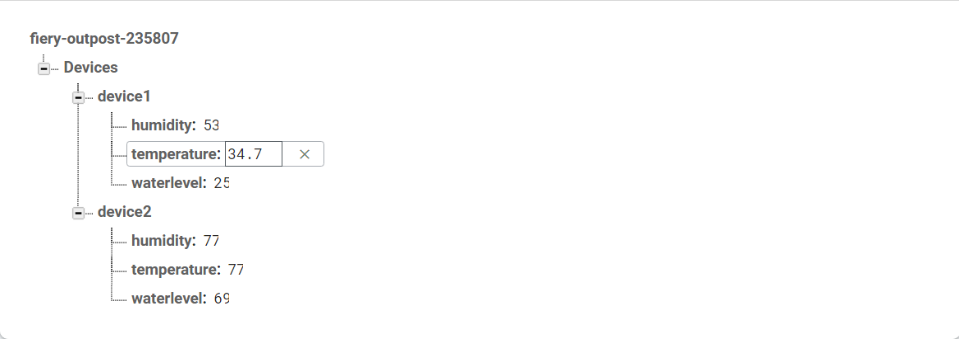 fiery-outpost-235807
Devices
device1
humidity: 53
temperature: 34.7
waterlevel: 25
device2
humidity: 77
temperature: 77
waterlevel: 69